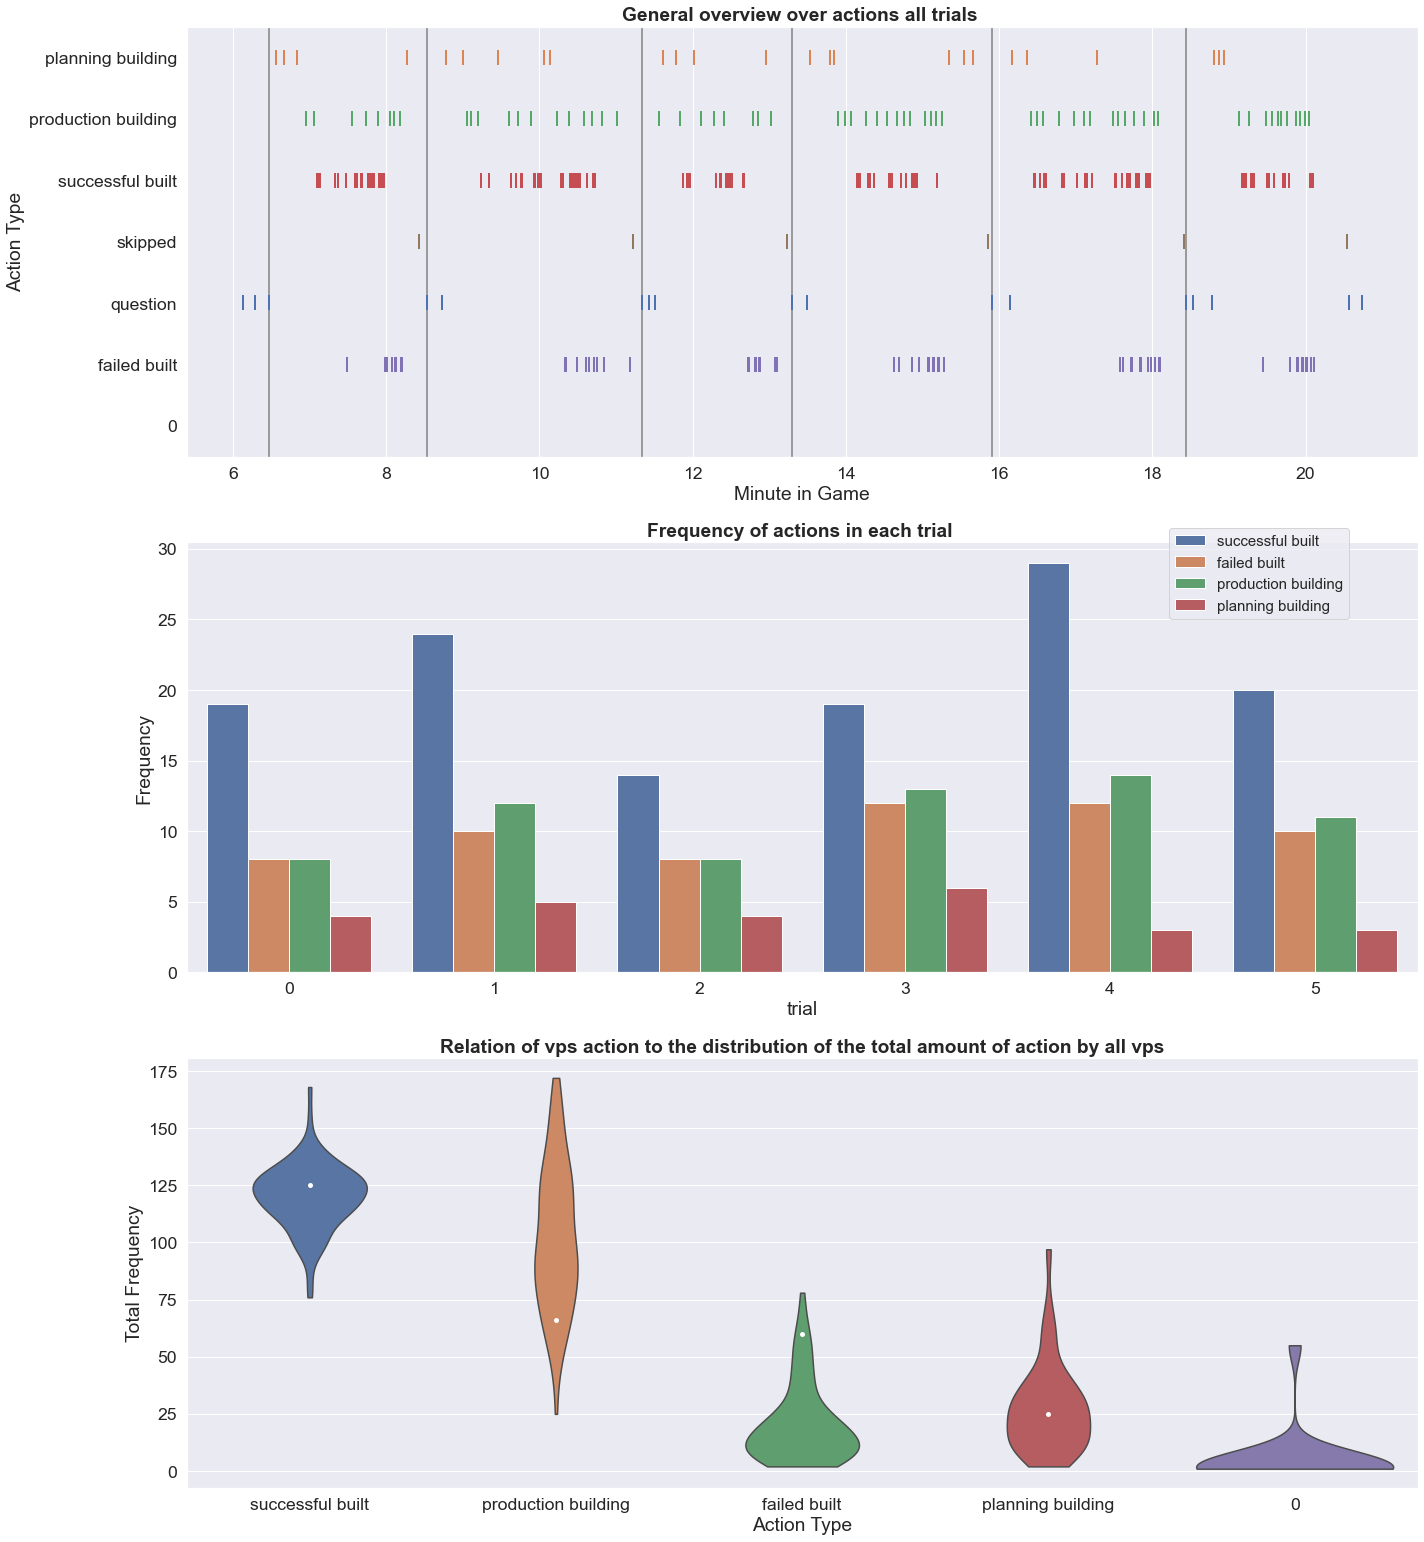 General overview over actions all trials
planning building
production building
successful built
skipped
question
failed built
0
Action Type
6 8 10 12 14 16 18 20
Minute in Game
Frequency of actions in each trial
successful built
failed built
production building
planning building
30
25
20
15
10
5
0
Frequency
0 1 2 3 4 5
trial
Relation of vps action to the distribution of the total amount of action by all vps
175
150
125
100
75
50
25
0
Total Frequency
successful built production building failed built planning building 0
Action Type